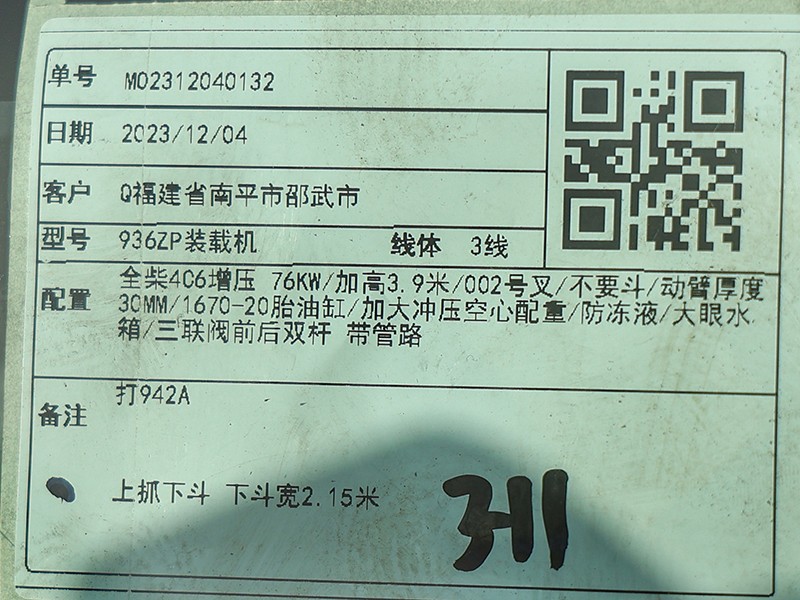 单号 MO2312040132
日期 2023/12/04
客户 Q福建省南平市邵武市
型号 936ZP装载机 线体 3线
配置 全柴4C6增压 76KW/加高3.9米/002号叉/不要斗/动臂厚度
30MM/1670-20胎油缸/加大冲压空心配重/防冻液/大眼水
箱/三联阀前后双杆 带管路
备注 打942A
上抓下斗 下斗宽2.15米